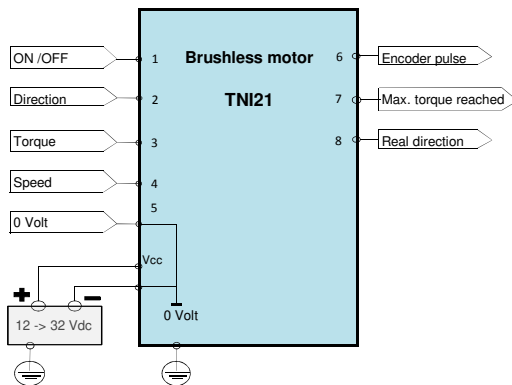 ON /OFF
1
Brushless motor
6
Encoder pulse
Direction
2
TNI21
7
Max. torque reached
Torque
3
8
Real direction
Speed
4
5
0 Volt
Vcc
+
−
12 -> 32 Vdc
0 Volt